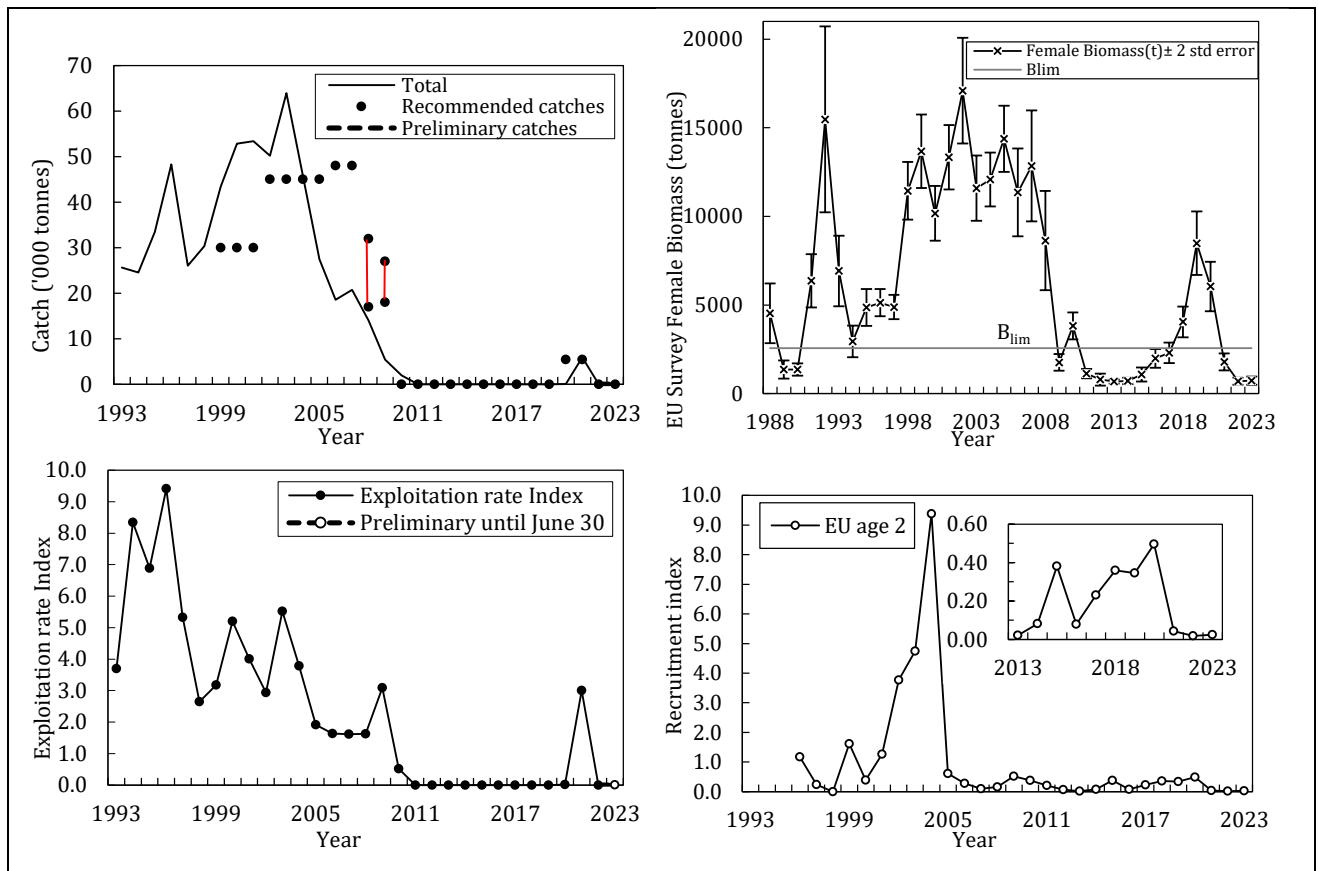 70
60
50
40
30
20
10
0
Catch ('000 tonnes)
Total
Recommended catches
Preliminary catches
1993 1999 2005 2011 2017 2023
Year
20000
15000
10000
5000
0
EU Survey Female Biomass (tonnes)
Female Biomass(t)± 2 std error
Blim
Blim
1988 1993 1998 2003 2008 2013 2018 2023
Year
10.0
9.0
8.0
7.0
6.0
5.0
4.0
3.0
2.0
1.0
0.0
Exploitation rate Index
Exploitation rate Index
Preliminary until June 30
1993 1999 2005 2011 2017 2023
Year
10.0
9.0
8.0
7.0
6.0
5.0
4.0
3.0
2.0
1.0
0.0
Recruitment index
EU age 2
0.60
0.40
0.20
0.00
2013 2018 2023
1993 1999 2005 2011 2017 2023
Year